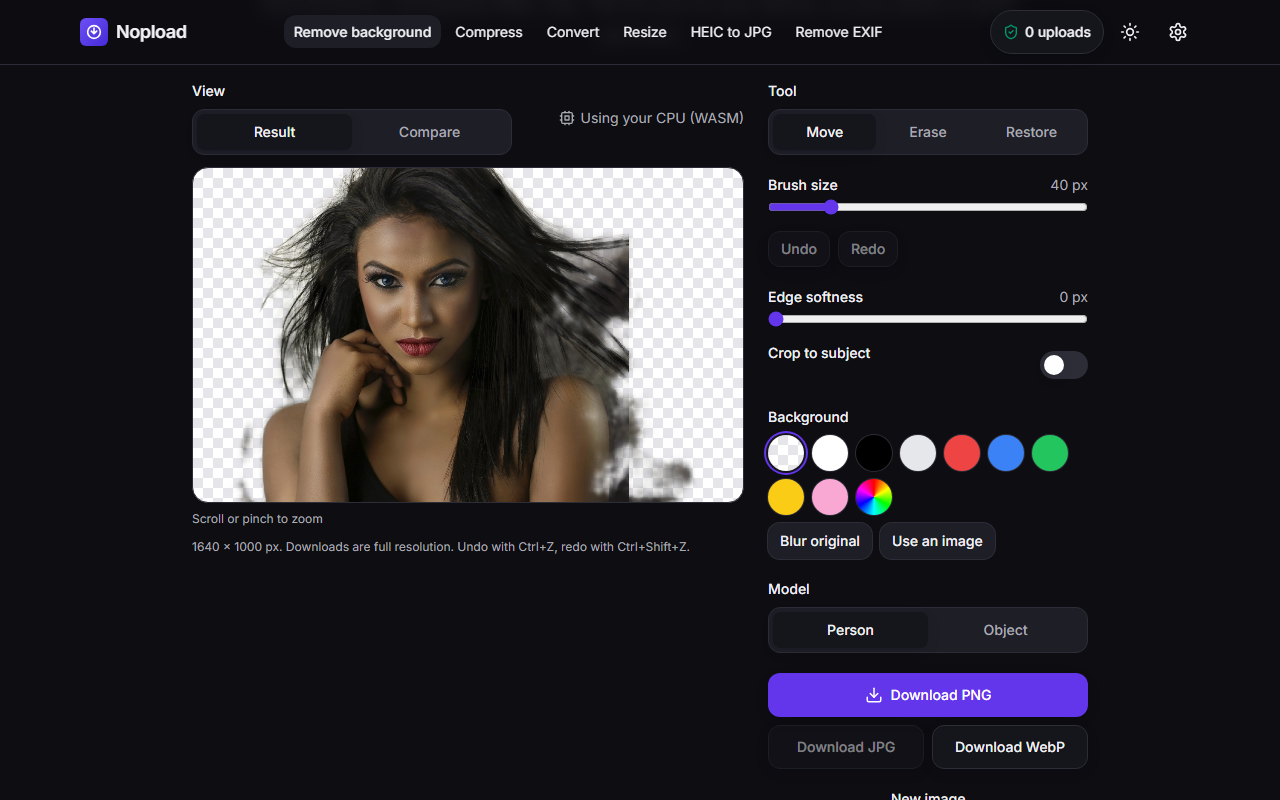 Nopload
Remove background
Compress
Convert
Resize
HEIC to JPG
Remove EXIF
0 uploads
View
Result
Compare
Using your CPU (WASM)
Scroll or pinch to zoom
1640 × 1000 px. Downloads are full resolution. Undo with Ctrl+Z, redo with Ctrl+Shift+Z.
Tool
Move
Erase
Restore
Brush size
40 px
Undo
Redo
Edge softness
0 px
Crop to subject
Background
Blur original
Use an image
Model
Person
Object
Download PNG
Download JPG
Download WebP
New image